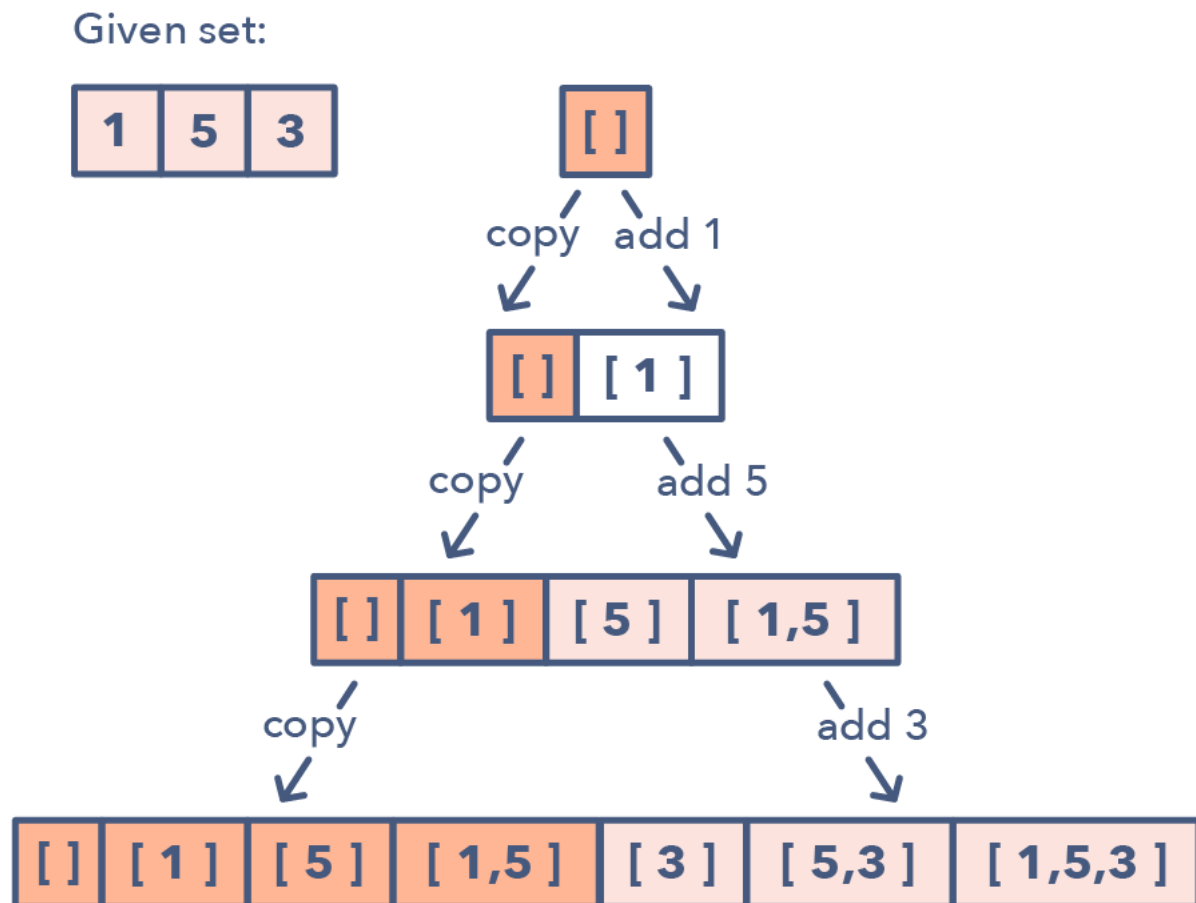 Given set:
1 5 3
[ ]
copy add 1
[ ] [ 1 ]
copy add 5
[ ] [ 1 ] [ 5 ] [ 1,5 ]
copy add 3
[ ] [ 1 ] [ 5 ] [ 1,5 ] [ 3 ] [ 5,3 ] [ 1,5,3 ]